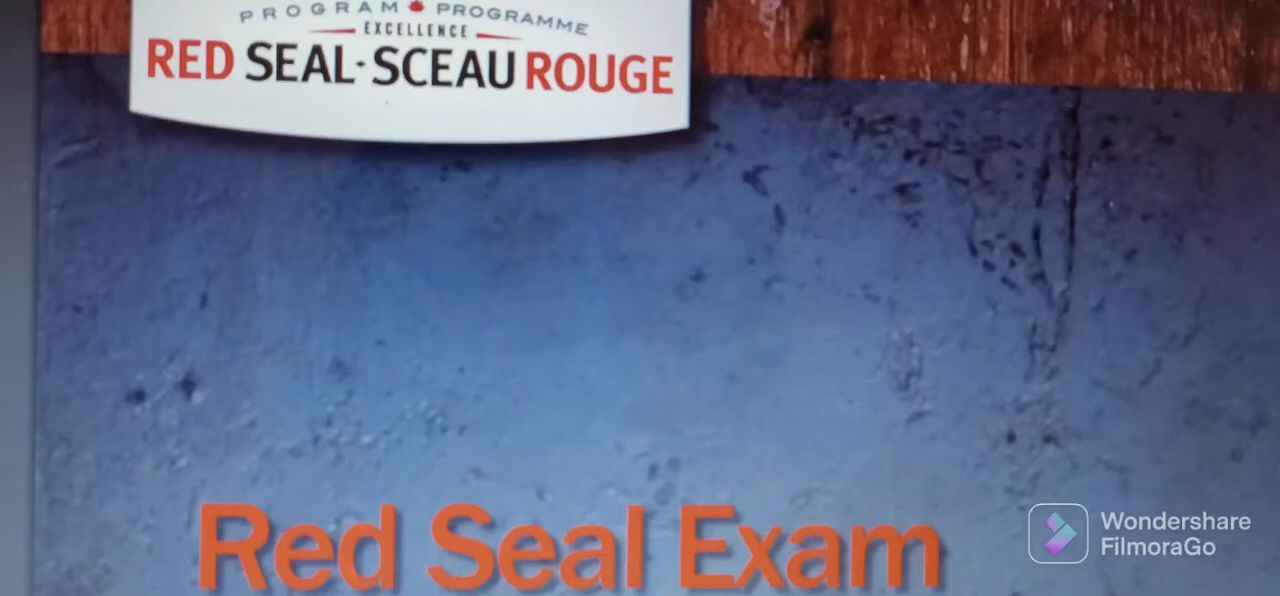 PROGRAM PROGRAMME
EXCELLENCE
RED SEAL·SCEAU ROUGE
Red Seal Exam
Wondershare
FilmoraGo